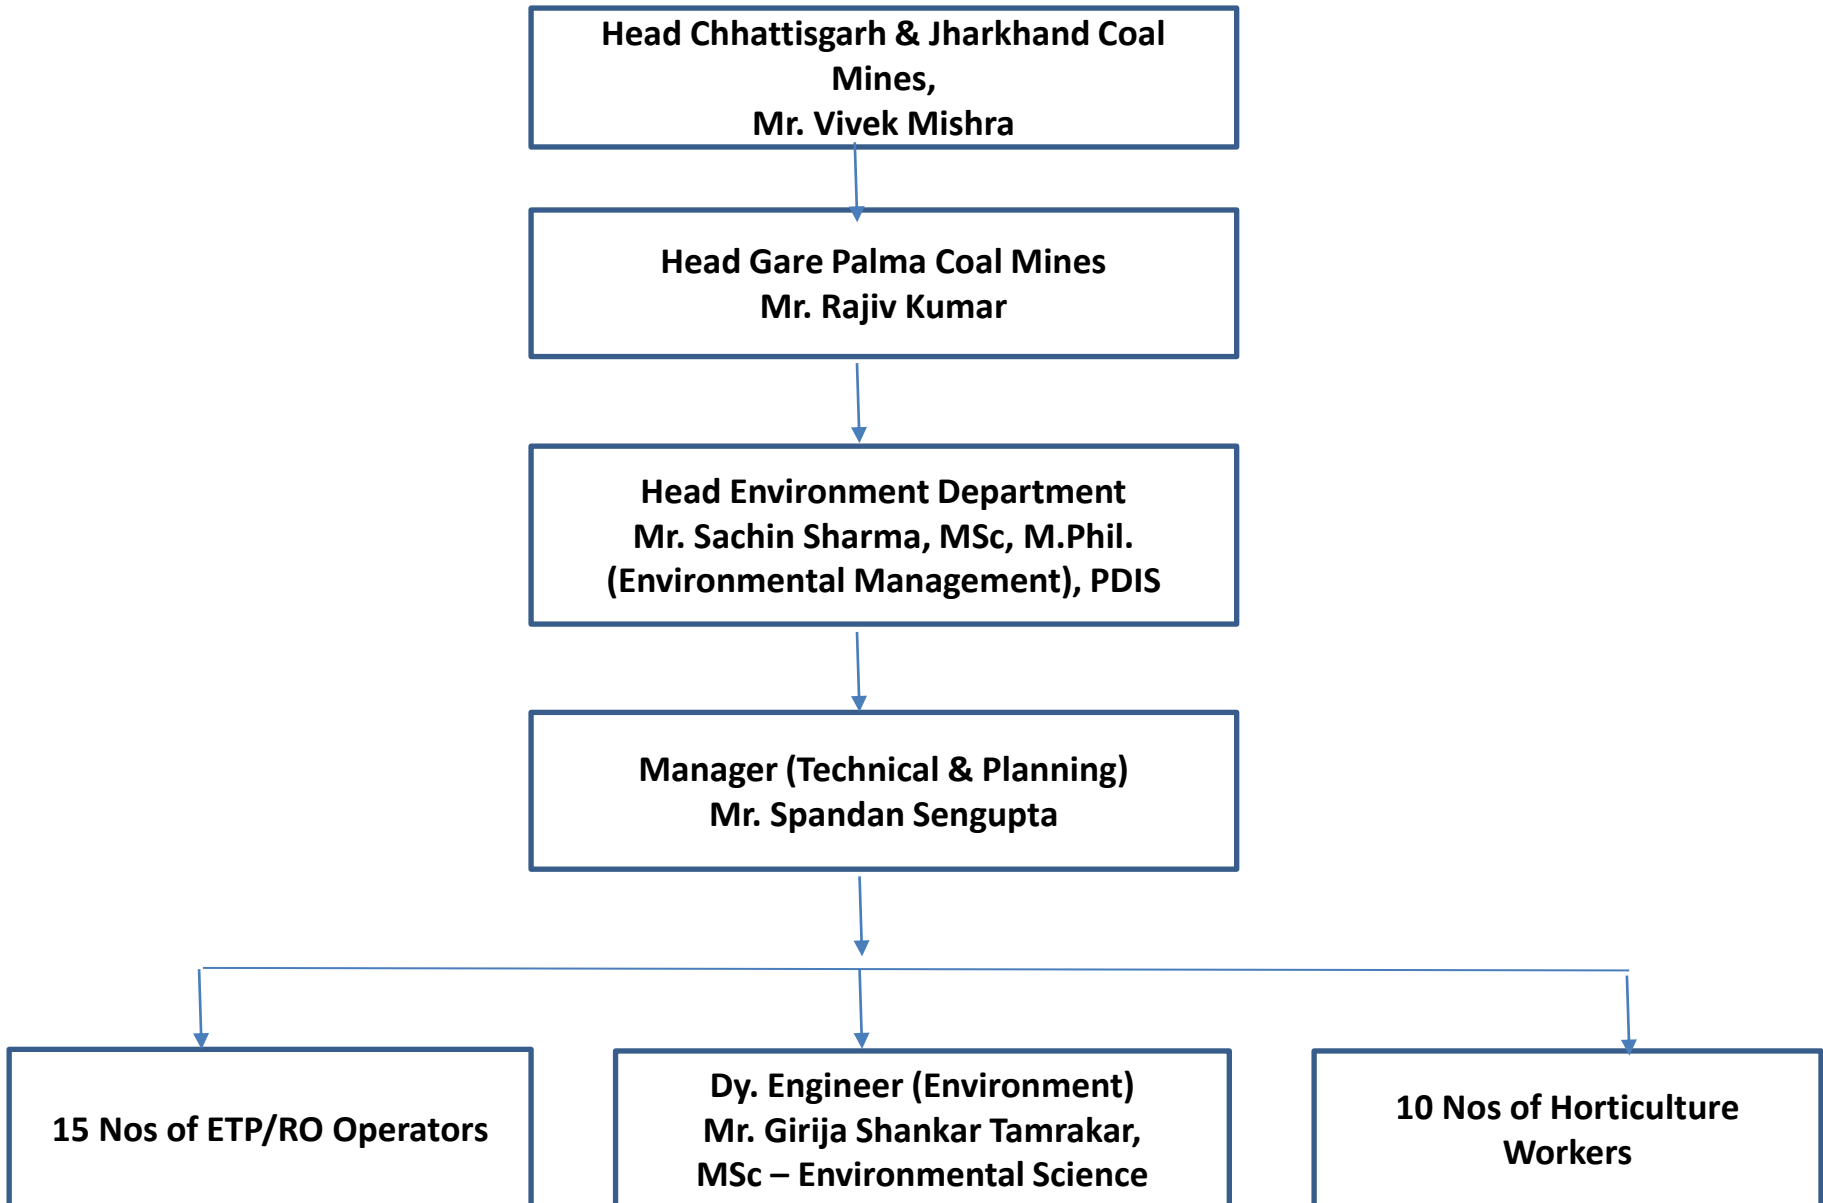 Head Chhattisgarh & Jharkhand Coal
Mines,
Mr. Vivek Mishra
Head Gare Palma Coal Mines
Mr. Rajiv Kumar
Head Environment Department
Mr. Sachin Sharma, MSc, M.Phil.
(Environmental Management), PDIS
Manager (Technical & Planning)
Mr. Spandan Sengupta
15 Nos of ETP/RO Operators
Dy. Engineer (Environment)
Mr. Girija Shankar Tamrakar,
MSc – Environmental Science
10 Nos of Horticulture
Workers